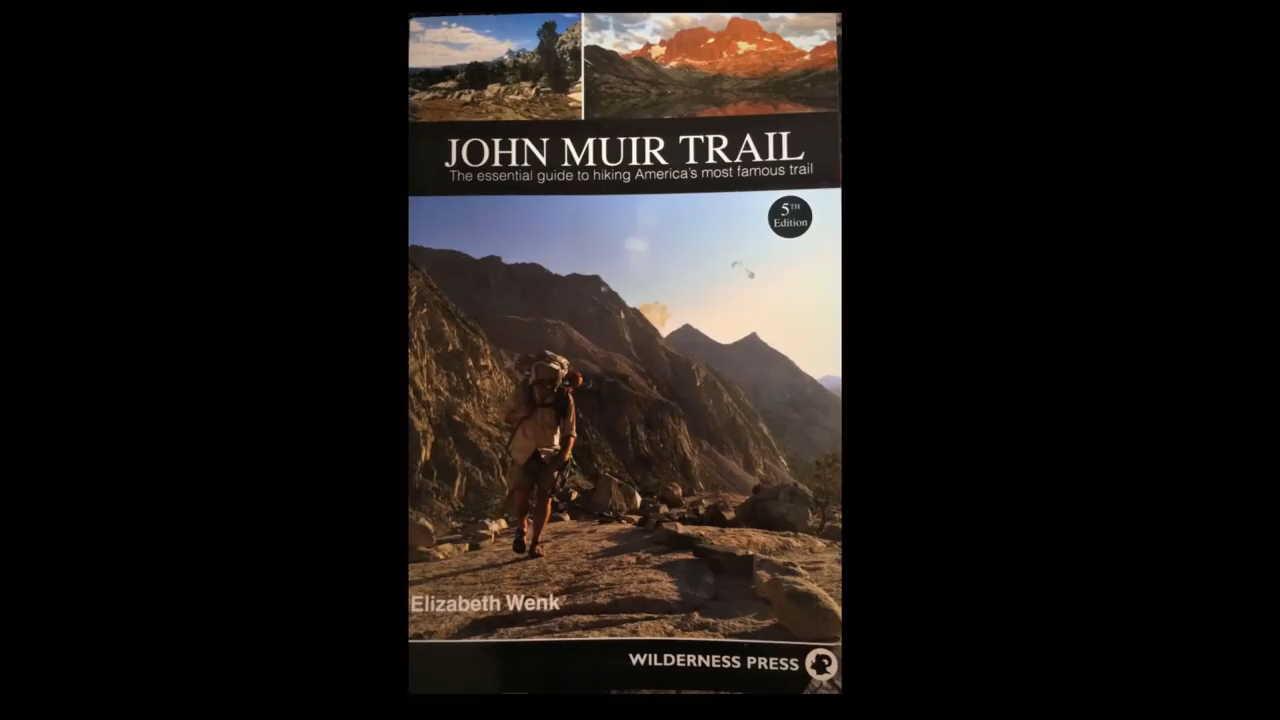 JOHN MUIR TRAIL
The essential guide to hiking America's most famous trail
5TH
Edition
Elizabeth Wenk
WILDERNESS PRESS